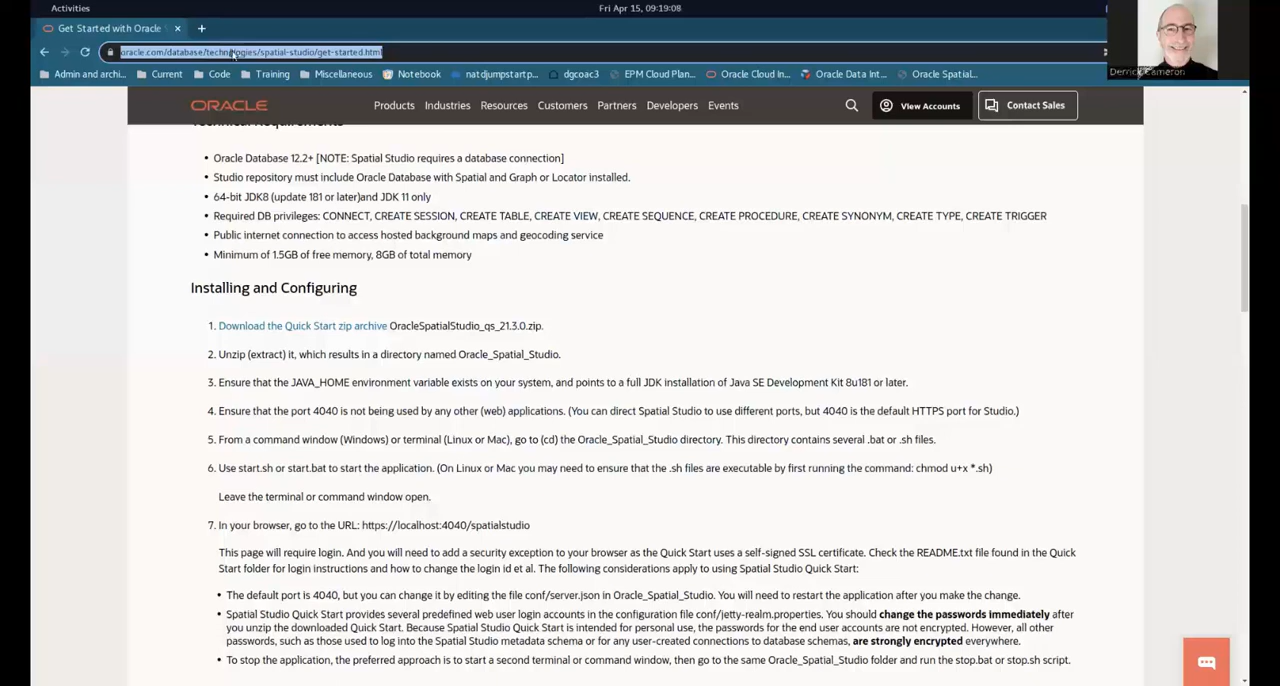 Activities
Fri Apr 15, 09:19:08
Get Started with Oracle
oracle.com/database/technologies/spatial-studio/get-started.html
Admin and archi... Current Code Training Miscellaneous Notebook natdjumpstartp... dgcoac3 EPM Cloud Plan... Oracle Cloud In... Oracle Data Int... Oracle Spatial...
Derrick Cameron
ORACLE Products Industries Resources Customers Partners Developers Events View Accounts Contact Sales
Technical Requirements
• Oracle Database 12.2+ [NOTE: Spatial Studio requires a database connection]
• Studio repository must include Oracle Database with Spatial and Graph or Locator installed.
• 64-bit JDK8 (update 181 or later)and JDK 11 only
• Required DB privileges: CONNECT, CREATE SESSION, CREATE TABLE, CREATE VIEW, CREATE SEQUENCE, CREATE PROCEDURE, CREATE SYNONYM, CREATE TYPE, CREATE TRIGGER
• Public internet connection to access hosted background maps and geocoding service
• Minimum of 1.5GB of free memory, 8GB of total memory
Installing and Configuring
1. Download the Quick Start zip archive OracleSpatialStudio_qs_21.3.0.zip.
2. Unzip (extract) it, which results in a directory named Oracle_Spatial_Studio.
3. Ensure that the JAVA_HOME environment variable exists on your system, and points to a full JDK installation of Java SE Development Kit 8u181 or later.
4. Ensure that the port 4040 is not being used by any other (web) applications. (You can direct Spatial Studio to use different ports, but 4040 is the default HTTPS port for Studio.)
5. From a command window (Windows) or terminal (Linux or Mac), go to (cd) the Oracle_Spatial_Studio directory. This directory contains several .bat or .sh files.
6. Use start.sh or start.bat to start the application. (On Linux or Mac you may need to ensure that the .sh files are executable by first running the command: chmod u+x *.sh)
Leave the terminal or command window open.
7. In your browser, go to the URL: https://localhost:4040/spatialstudio
This page will require login. And you will need to add a security exception to your browser as the Quick Start uses a self-signed SSL certificate. Check the README.txt file found in the Quick
Start folder for login instructions and how to change the login id et al. The following considerations apply to using Spatial Studio Quick Start:
• The default port is 4040, but you can change it by editing the file conf/server.json in Oracle_Spatial_Studio. You will need to restart the application after you make the change.
• Spatial Studio Quick Start provides several predefined web user login accounts in the configuration file conf/jetty-realm.properties. You should change the passwords immediately after
you unzip the downloaded Quick Start. Because Spatial Studio Quick Start is intended for personal use, the passwords for the end user accounts are not encrypted. However, all other
passwords, such as those used to log into the Spatial Studio metadata schema or for any user-created connections to database schemas, are strongly encrypted everywhere.
• To stop the application, the preferred approach is to start a second terminal or command window, then go to the same Oracle_Spatial_Studio folder and run the stop.bat or stop.sh script.